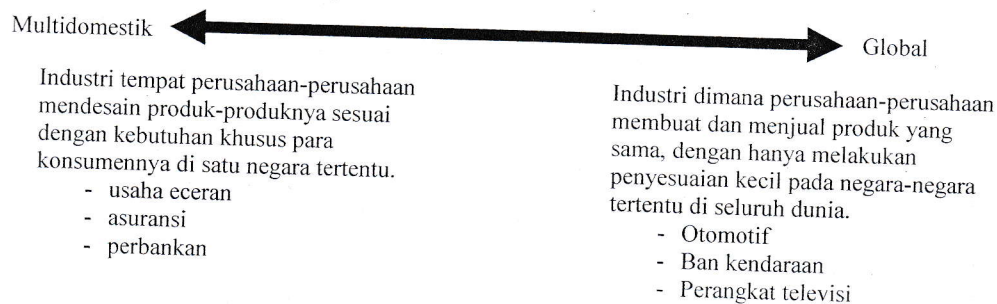 Multidomestik
Global
Industri tempat perusahaan-perusahaan
mendesain produk-produknya sesuai
dengan kebutuhan khusus para
konsumennya di satu negara tertentu.
- usaha eceran
- asuransi
- perbankan
Industri dimana perusahaan-perusahaan
membuat dan menjual produk yang
sama, dengan hanya melakukan
penyesuaian kecil pada negara-negara
tertentu di seluruh dunia.
- Otomotif
- Ban kendaraan
- Perangkat televisi